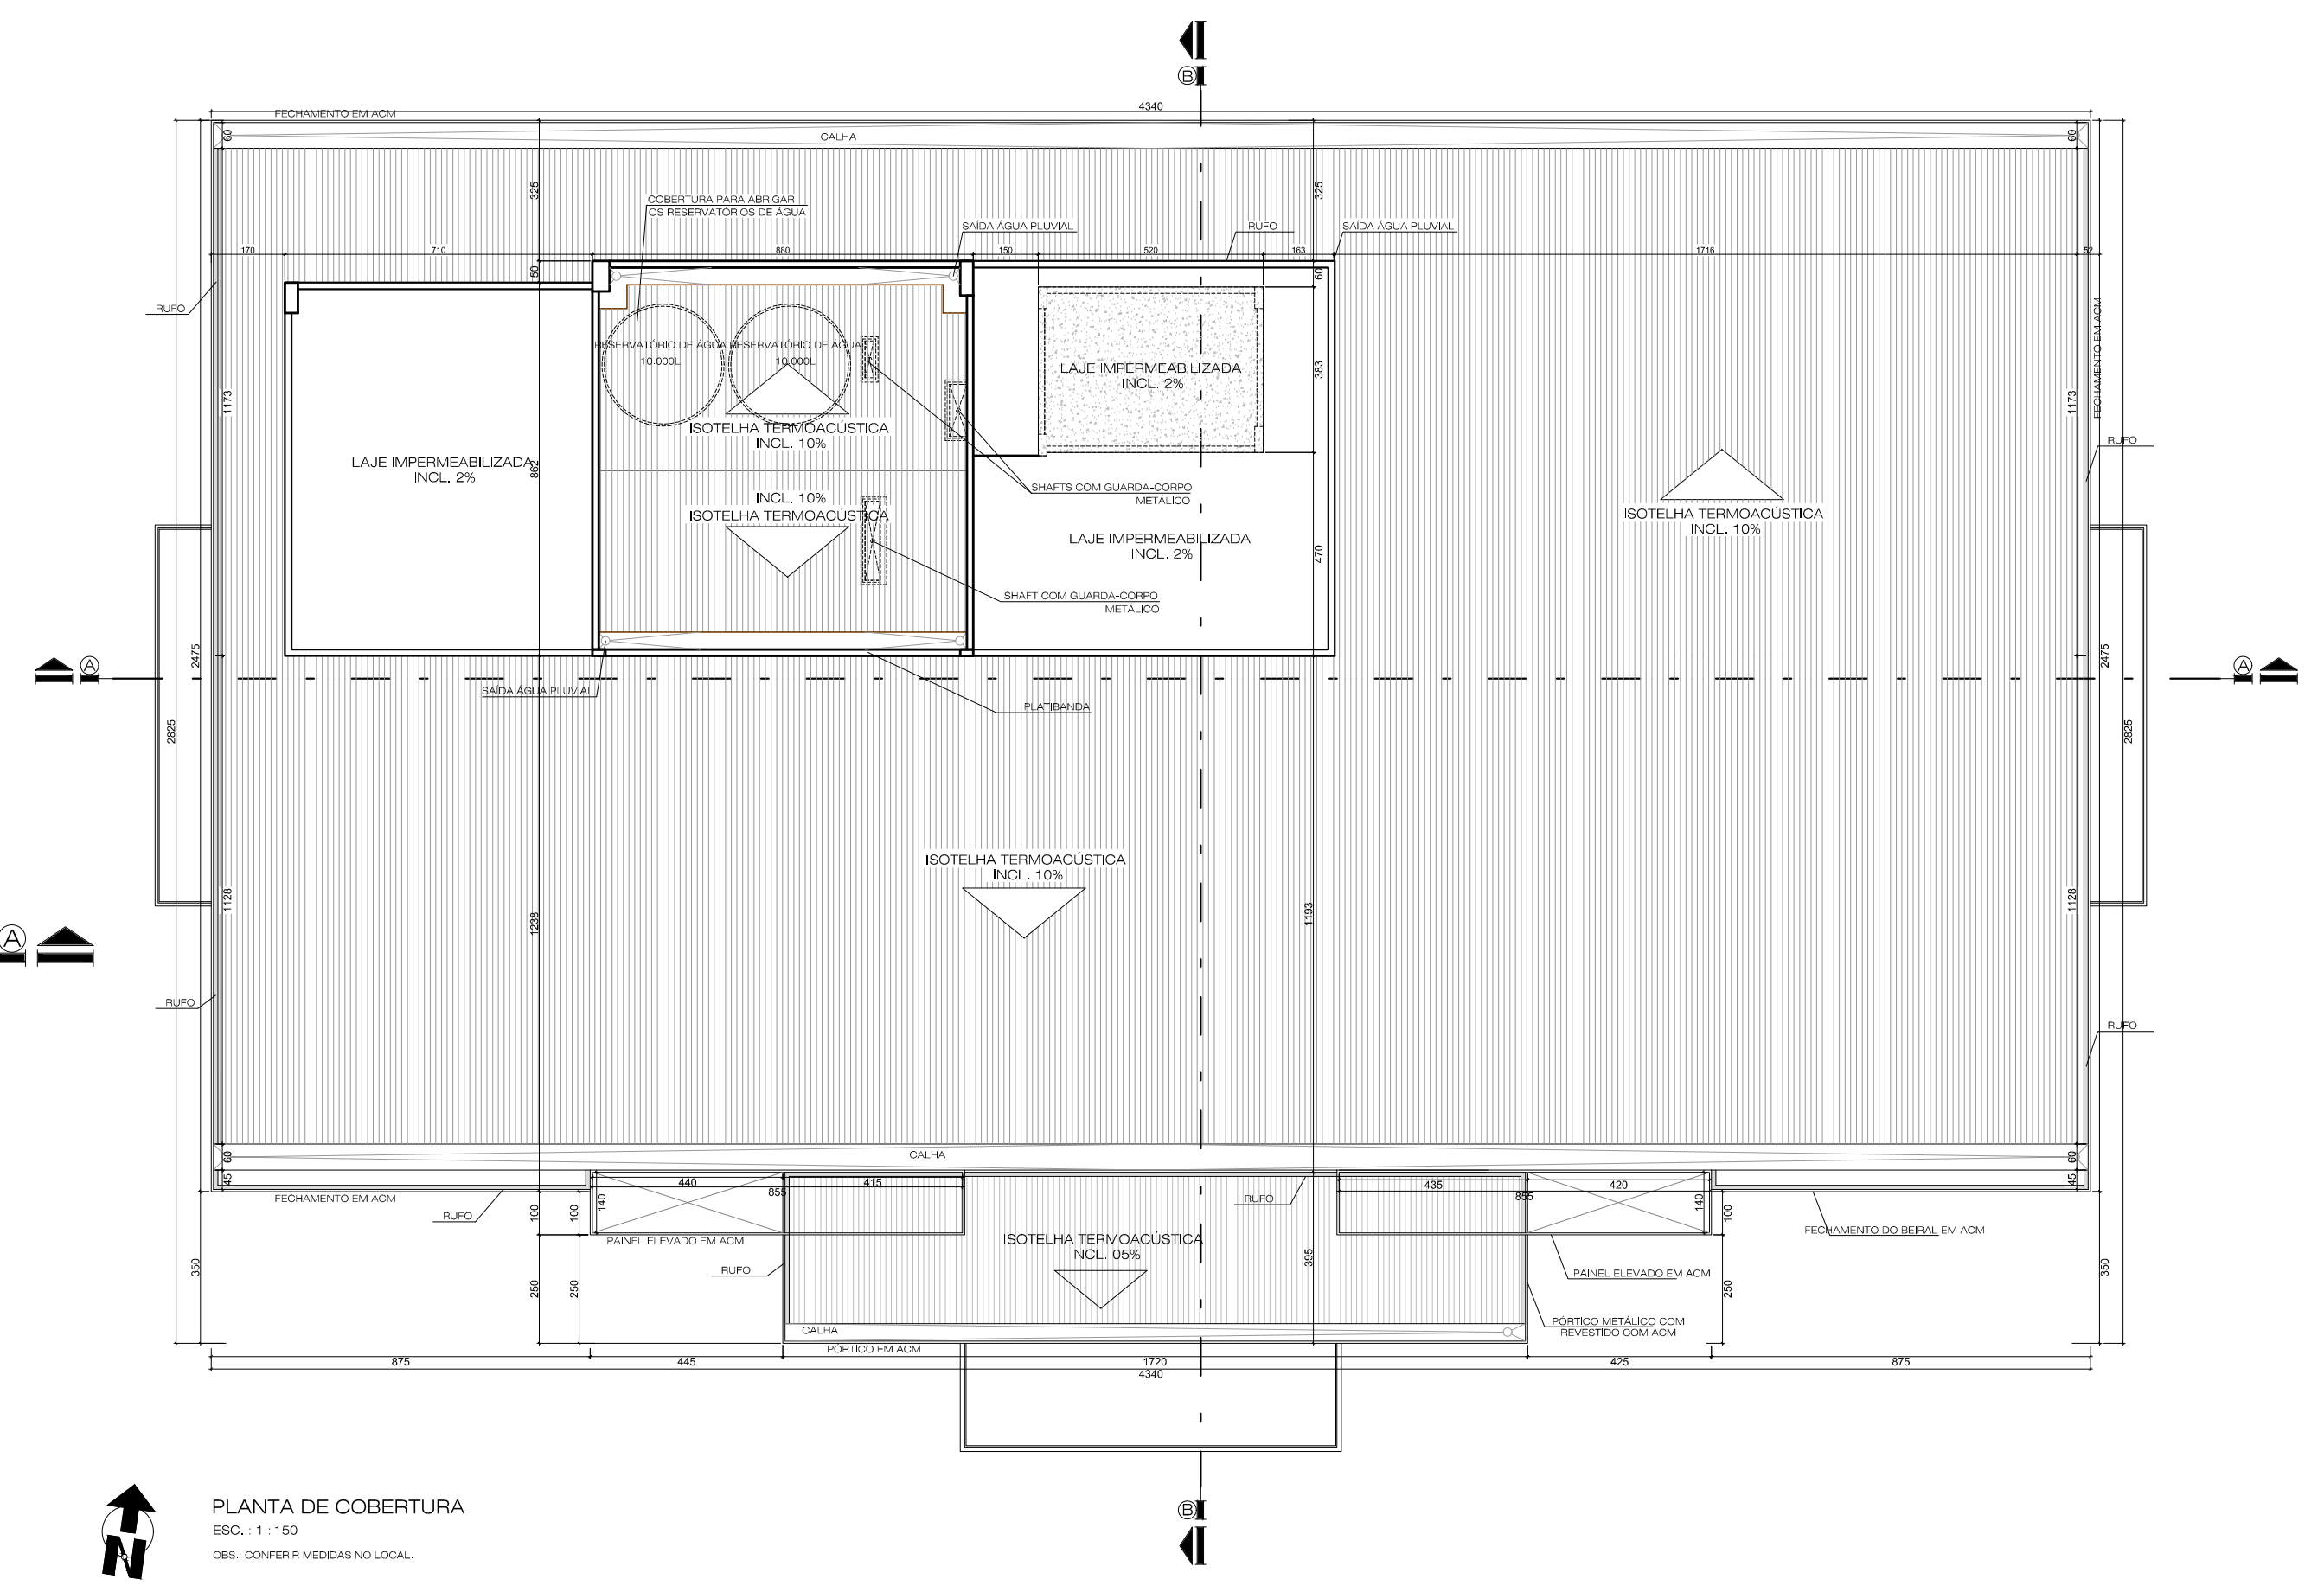 B
4340
FECHAMENTO EM ACM
60
CALHA
60
325
325
COBERTURA PARA ABRIGAR
OS RESERVATÓRIOS DE ÁGUA
SAÍDA ÁGUA PLUVIAL
RUFO
SAÍDA ÁGUA PLUVIAL
170
710
880
150
520
163
1716
50
60
RUFO
FECHAMENTO EM ACM
RESERVATÓRIO DE ÁGUA
10.000L
RESERVATÓRIO DE ÁGUA
10.000L
LAJE IMPERMEABILIZADA
INCL. 2%
383
1173
1173
ISOTELHA TERMOACÚSTICA
INCL. 10%
RUFO
LAJE IMPERMEABILIZADA
INCL. 2%
862
SHAFTS COM GUARDA-CORPO
METÁLICO
INCL. 10%
ISOTELHA TERMOACÚSTICA
ISOTELHA TERMOACÚSTICA
INCL. 10%
LAJE IMPERMEABILIZADA
INCL. 2%
470
SHAFT COM GUARDA-CORPO
METÁLICO
2475
2475
A
A
SAÍDA ÁGUA PLUVIAL
PLATIBANDA
2825
2825
ISOTELHA TERMOACÚSTICA
INCL. 10%
1128
1128
1238
1193
A
RUFO
RUFO
60
CALHA
60
45
45
FECHAMENTO EM ACM
RUFO
440
415
855
140
RUFO
435
420
855
140
100
100
100
PAINEL ELEVADO EM ACM
FECHAMENTO DO BEIRAL EM ACM
ISOTELHA TERMOACÚSTICA
INCL. 05%
395
RUFO
PAINEL ELEVADO EM ACM
350
350
250
250
250
CALHA
PÓRTICO METÁLICO COM
REVESTIDO COM ACM
PÓRTICO EM ACM
875
445
1720
425
875
4340
B
N
PLANTA DE COBERTURA
ESC. : 1 : 150
OBS.: CONFERIR MEDIDAS NO LOCAL.